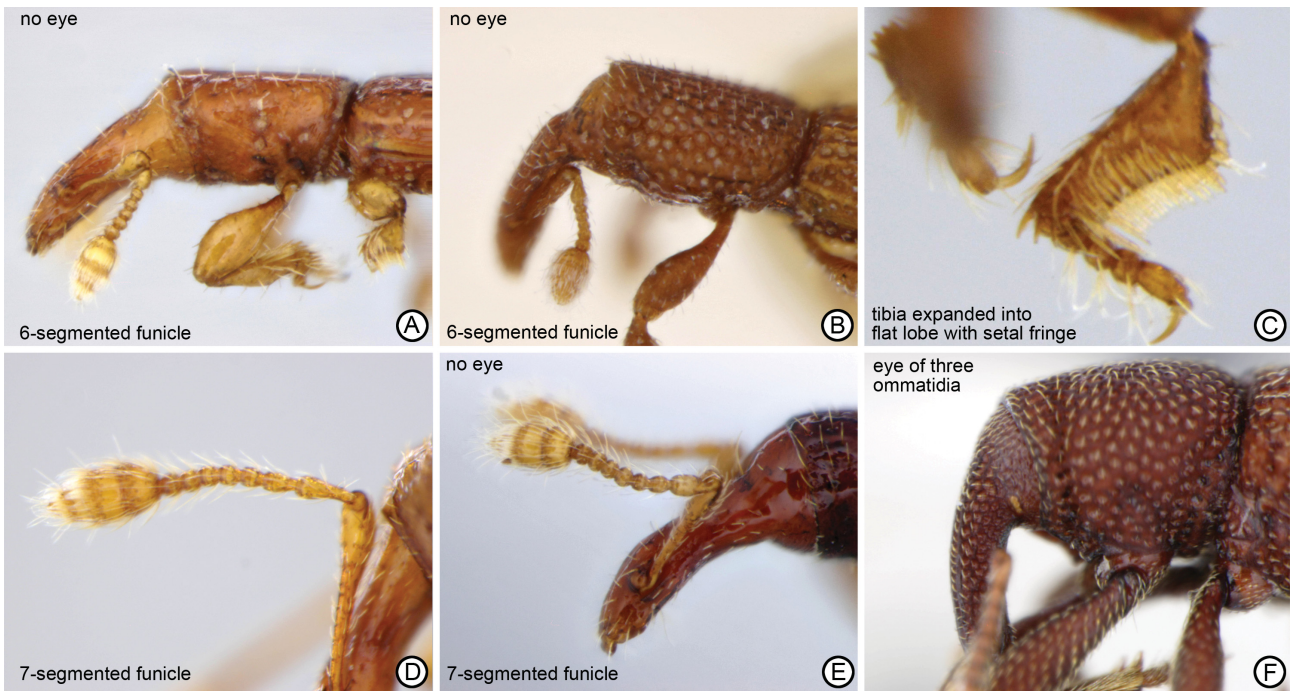 no eye
6-segmented funicle
A
no eye
6-segmented funicle
B
tibia expanded into
flat lobe with setal fringe
C
7-segmented funicle
D
no eye
7-segmented funicle
E
eye of three
ommatidia
F